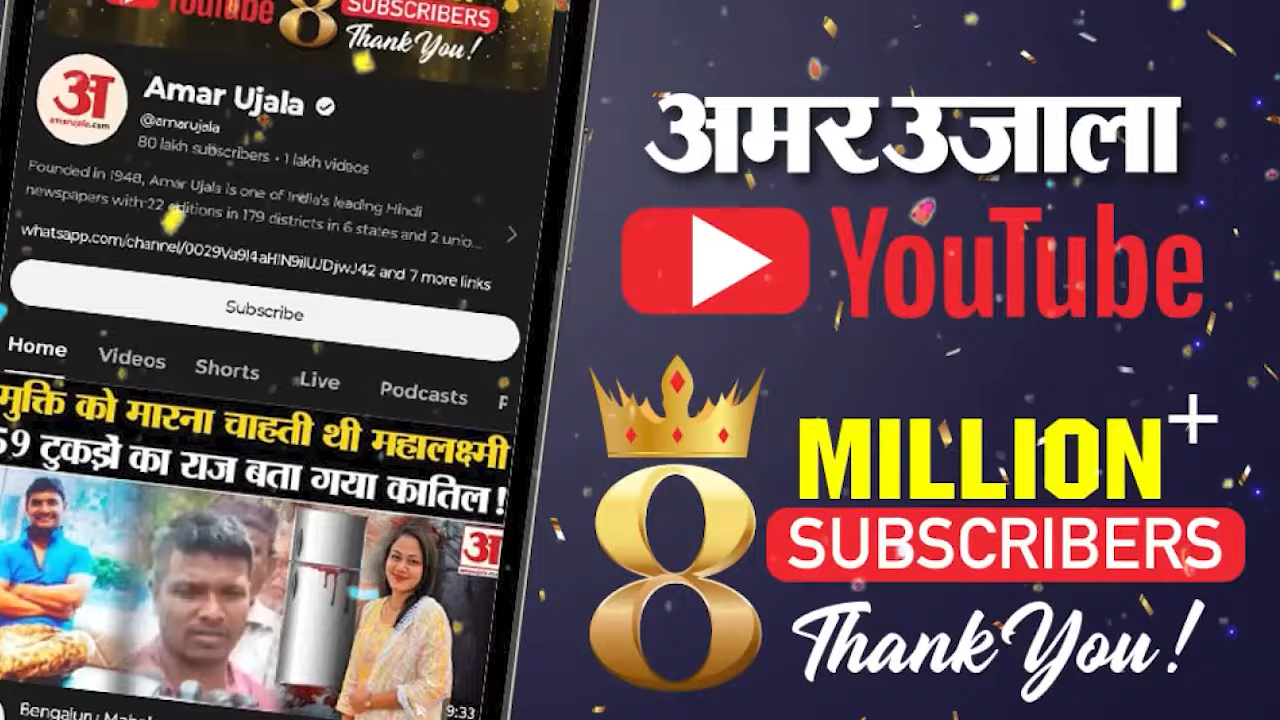 YouTube 8 SUBSCRIBERS
Thank You!
अ
amarujala.com
Amar Ujala
@amarujala
80 lakh subscribers • 1 lakh videos
Founded in 1948, Amar Ujala is one of India's leading Hindi
newspapers with 22 editions in 179 districts in 6 states and 2 unio...
and 7 more links
Subscribe
Home Videos Shorts Live Podcasts P
मुक्ति को मारना चाहती थी महालक्ष्मी
59 टुकड़ों का राज बता गया कातिल!
अ
9:33
Bengaluru
अमर उजाला
YouTube
8 MILLION+
SUBSCRIBERS
Thank You!